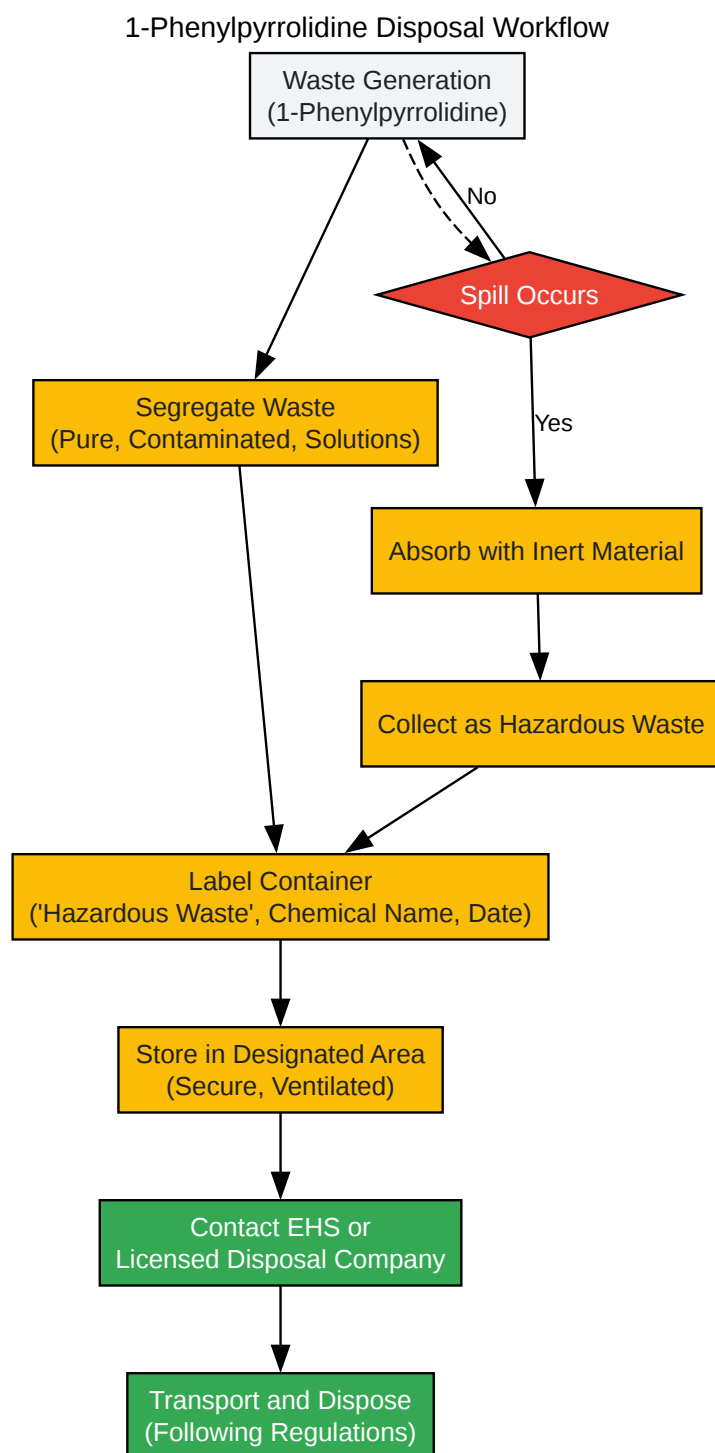 1-Phenylpyrrolidine Disposal Workflow
Waste Generation
(1-Phenylpyrrolidine)
No
Spill Occurs
Segregate Waste
(Pure, Contaminated, Solutions)
Yes
Absorb with Inert Material
Collect as Hazardous Waste
Label Container
('Hazardous Waste', Chemical Name, Date)
Store in Designated Area
(Secure, Ventilated)
Contact EHS or
Licensed Disposal Company
Transport and Dispose
(Following Regulations)